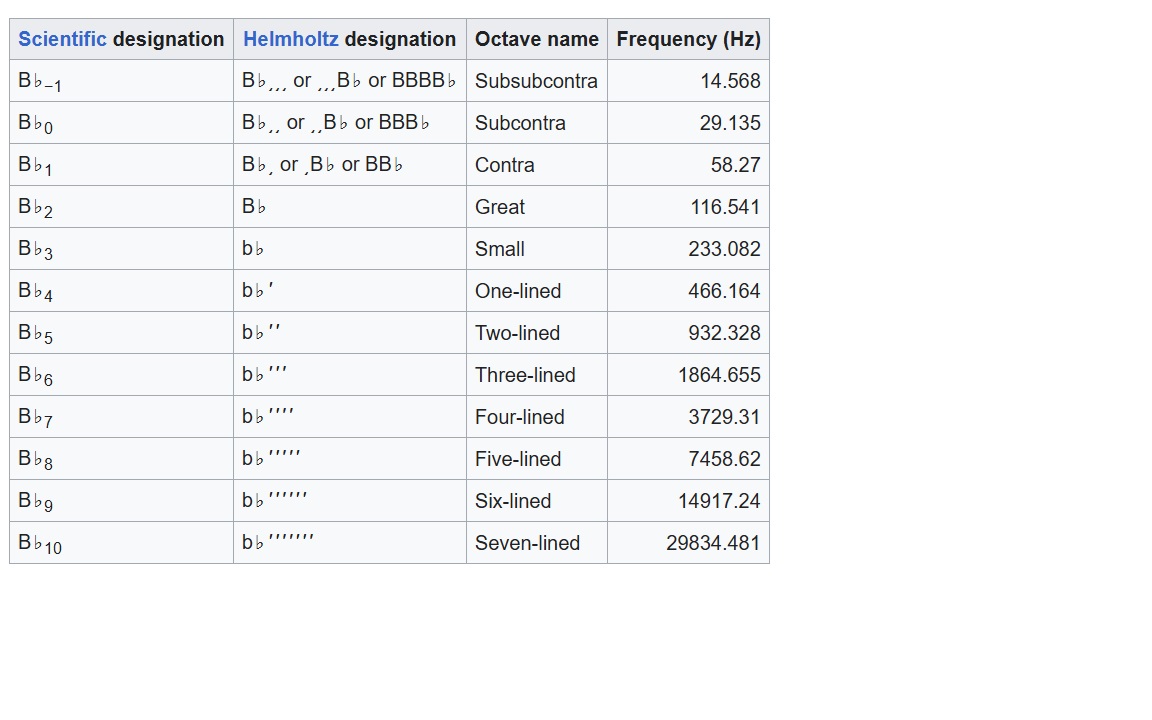 Scientific designation Helmholtz designation Octave name Frequency (Hz)
B♭₋₁ B♭͵͵͵ or ͵͵͵B♭ or BBBB♭ Subsubcontra 14.568
B♭₀ B♭͵͵ or ͵͵B♭ or BBB♭ Subcontra 29.135
B♭₁ B♭͵ or ͵B♭ or BB♭ Contra 58.27
B♭₂ B♭ Great 116.541
B♭₃ b♭ Small 233.082
B♭₄ b♭′ One-lined 466.164
B♭₅ b♭′′ Two-lined 932.328
B♭₆ b♭′′′ Three-lined 1864.655
B♭₇ b♭′′′′ Four-lined 3729.31
B♭₈ b♭′′′′′ Five-lined 7458.62
B♭₉ b♭′′′′′′ Six-lined 14917.24
B♭₁₀ b♭′′′′′′′ Seven-lined 29834.481